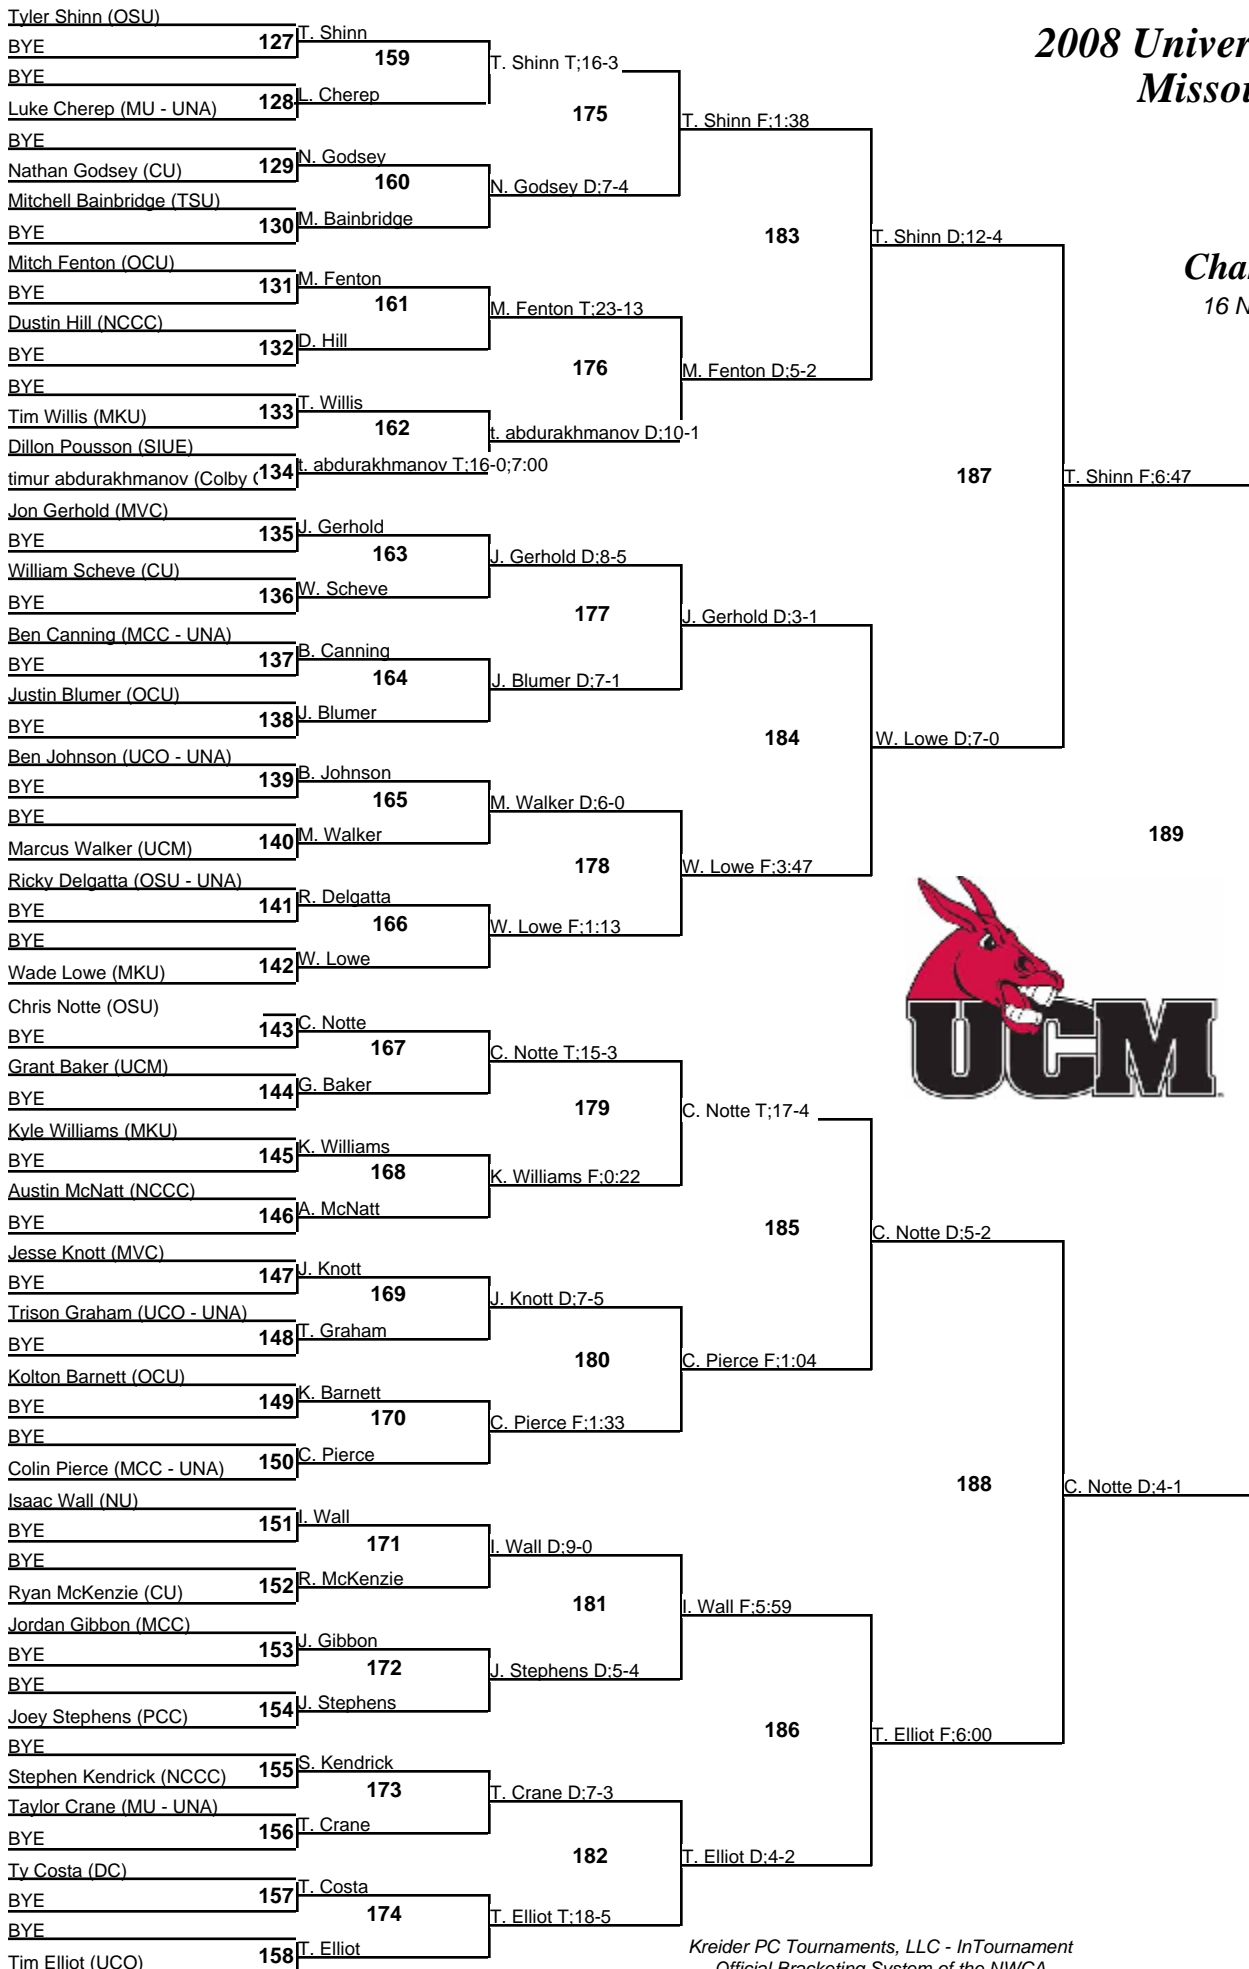 Tyler Shinn (OSU)
BYE
127
BYE
Luke Cherep (MU - UNA)
128
BYE
Nathan Godsey (CU)
129
Mitchell Bainbridge (TSU)
BYE
130
Mitch Fenton (OCU)
BYE
131
Dustin Hill (NCCC)
BYE
132
BYE
Tim Willis (MKU)
133
Dillon Pousson (SIUE)
timur abdurakhmanov (Colby
134
Jon Gerhold (MVC)
BYE
135
William Scheve (CU)
BYE
136
Ben Canning (MCC - UNA)
BYE
137
Justin Blumer (OCU)
BYE
138
Ben Johnson (UCO - UNA)
BYE
139
BYE
Marcus Walker (UCM)
140
Ricky Delgatta (OSU - UNA)
BYE
141
BYE
Wade Lowe (MKU)
142
Chris Notte (OSU)
BYE
143
Grant Baker (UCM)
BYE
144
Kyle Williams (MKU)
BYE
145
Austin McNatt (NCCC)
BYE
146
Jesse Knott (MVC)
BYE
147
Trison Graham (UCO - UNA)
BYE
148
Kolton Barnett (OCU)
BYE
149
BYE
Colin Pierce (MCC - UNA)
150
Isaac Wall (NU)
BYE
151
BYE
Ryan McKenzie (CU)
152
Jordan Gibbon (MCC)
BYE
153
BYE
Joey Stephens (PCC)
154
BYE
Stephen Kendrick (NCCC)
155
Taylor Crane (MU - UNA)
BYE
156
Ty Costa (DC)
BYE
157
BYE
Tim Elliot (UCO)
158
T. Shinn
159
L. Cherep
N. Godsey
160
M. Bainbridge
M. Fenton
161
D. Hill
T. Willis
162
t. abdurakhmanov T;16-0;7:00
J. Gerhold
163
W. Scheve
B. Canning
164
J. Blumer
B. Johnson
165
M. Walker
R. Delgatta
166
W. Lowe
C. Notte
167
G. Baker
K. Williams
168
A. McNatt
J. Knott
169
T. Graham
K. Barnett
170
C. Pierce
I. Wall
171
R. McKenzie
J. Gibbon
172
J. Stephens
S. Kendrick
173
T. Crane
T. Costa
174
T. Elliot
T. Shinn T;16-3
175
N. Godsey D;7-4
M. Fenton T;23-13
176
t. abdurakhmanov D;10-1
J. Gerhold D;8-5
177
J. Blumer D;7-1
M. Walker D;6-0
178
W. Lowe F;1:13
C. Notte T;15-3
179
K. Williams F;0:22
J. Knott D;7-5
180
C. Pierce F;1:33
I. Wall D;9-0
181
J. Stephens D;5-4
T. Crane D;7-3
182
T. Elliot T;18-5
T. Shinn F;1:38
183
M. Fenton D;5-2
J. Gerhold D;3-1
184
W. Lowe F;3:47
C. Notte T;17-4
185
C. Pierce F;1:04
I. Wall F;5:59
186
T. Elliot D;4-2
T. Shinn D;12-4
187
W. Lowe D;7-0
C. Notte D;5-2
188
T. Elliot F;6:00
T. Shinn F;6:47
189
C. Notte D;4-1
2008 Univer
Missou
Cha
16 N
UCM
Kreider PC Tournaments, LLC - InTournament
Official Bracketing System of the NWCA